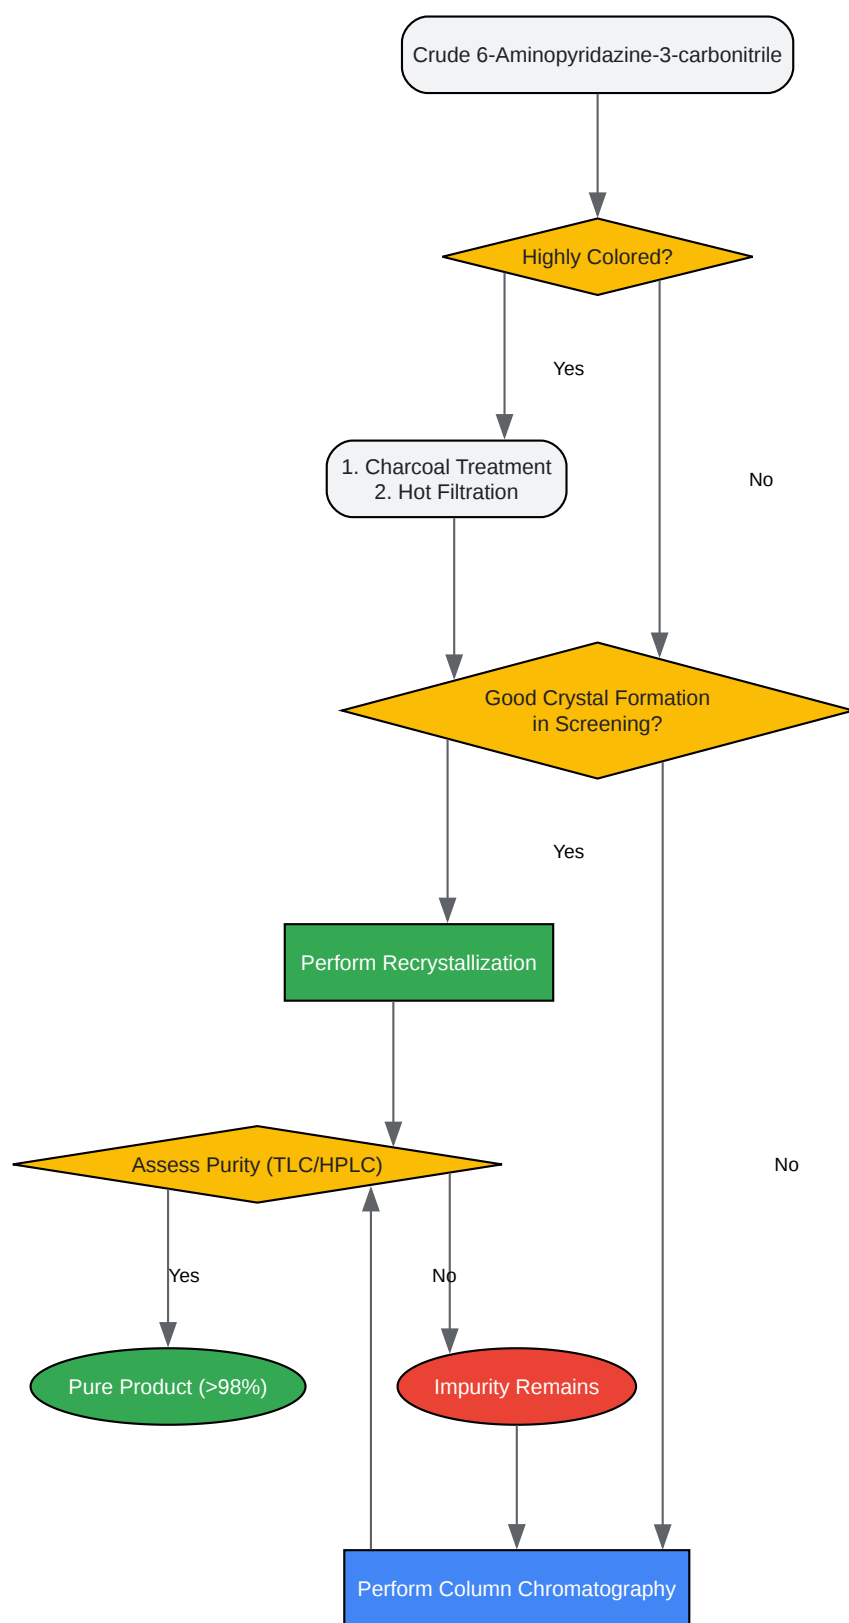 Crude 6-Aminopyridazine-3-carbonitrile
Highly Colored?
Yes
1. Charcoal Treatment
2. Hot Filtration
No
Good Crystal Formation
in Screening?
Yes
Perform Recrystallization
Assess Purity (TLC/HPLC)
No
Yes
No
Pure Product (>98%)
Impurity Remains
Perform Column Chromatography